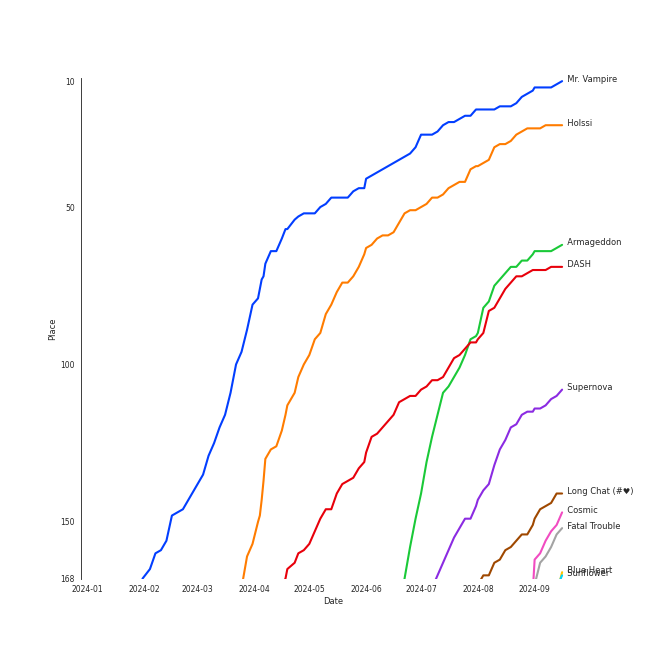 10
Mr. Vampire
Holssi
50
Armageddon
DASH
Place
100
Supernova
Long Chat (#♥)
Cosmic
150
Fatal Trouble
Blue Heart
Sunflower
168
2024-01 2024-02 2024-03 2024-04 2024-05 2024-06 2024-07 2024-08 2024-09
Date